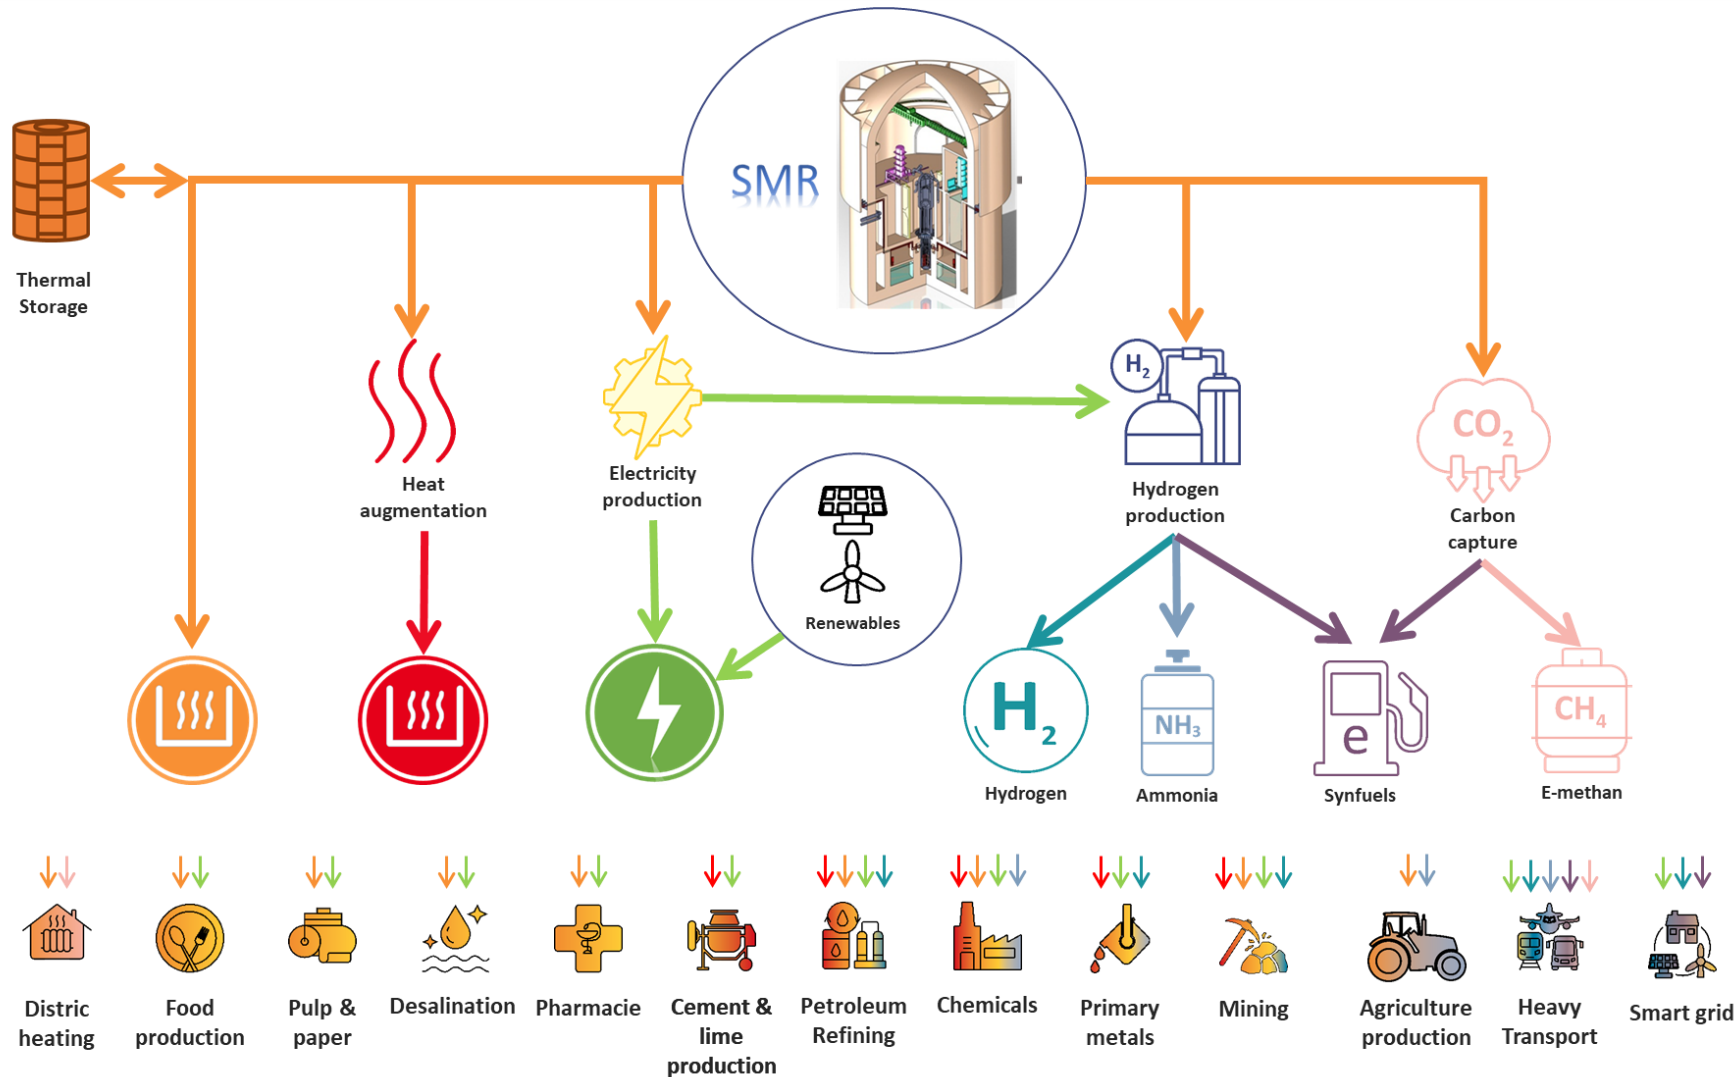 SMR
Thermal
Storage
H2
CO2
Heat
augmentation
Electricity
production
Hydrogen
production
Carbon
capture
Renewables
H2
NH3
e
CH4
Hydrogen
Ammonia
Synfuels
E-methan
Distric
heating
Food
production
Pulp &
paper
Desalination
Pharmacie
Cement &
lime
production
Petroleum
Refining
Chemicals
Primary
metals
Mining
Agriculture
production
Heavy
Transport
Smart grid